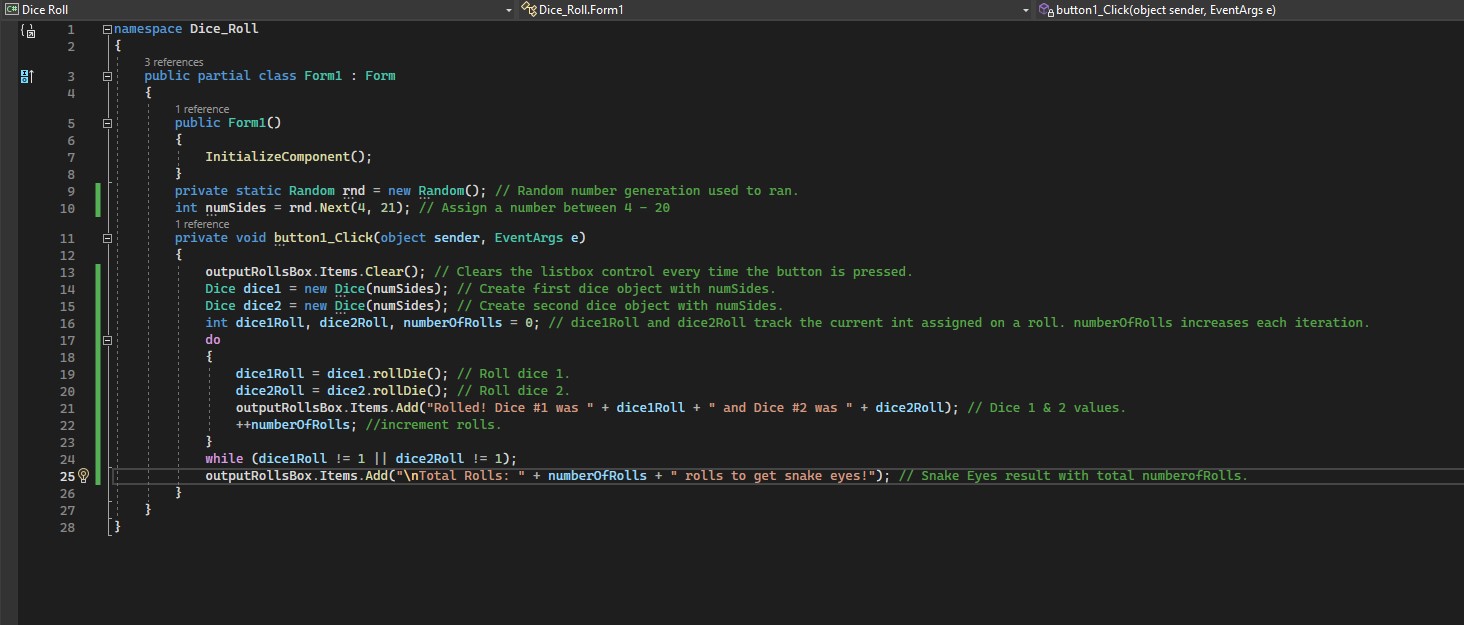 C# Dice Roll Dice_Roll.Form1 button1_Click(object sender, EventArgs e)
1 namespace Dice_Roll
2 {
3 references
3 public partial class Form1 : Form
4 {
1 reference
5 public Form1()
6 {
7 InitializeComponent();
8 }
9 private static Random rnd = new Random(); // Random number generation used to ran.
10 int numSides = rnd.Next(4, 21); // Assign a number between 4 - 20
1 reference
11 private void button1_Click(object sender, EventArgs e)
12 {
13 outputRollsBox.Items.Clear(); // Clears the listbox control every time the button is pressed.
14 Dice dice1 = new Dice(numSides); // Create first dice object with numSides.
15 Dice dice2 = new Dice(numSides); // Create second dice object with numSides.
16 int dice1Roll, dice2Roll, numberOfRolls = 0; // dice1Roll and dice2Roll track the current int assigned on a roll. numberOfRolls increases each iteration.
17 do
18 {
19 dice1Roll = dice1.rollDie(); // Roll dice 1.
20 dice2Roll = dice2.rollDie(); // Roll dice 2.
21 outputRollsBox.Items.Add("Rolled! Dice #1 was " + dice1Roll + " and Dice #2 was " + dice2Roll); // Dice 1 & 2 values.
22 ++numberOfRolls; //increment rolls.
23 }
24 while (dice1Roll != 1 || dice2Roll != 1);
25 outputRollsBox.Items.Add("\nTotal Rolls: " + numberOfRolls + " rolls to get snake eyes!"); // Snake Eyes result with total numberofRolls.
26 }
27 }
28 }